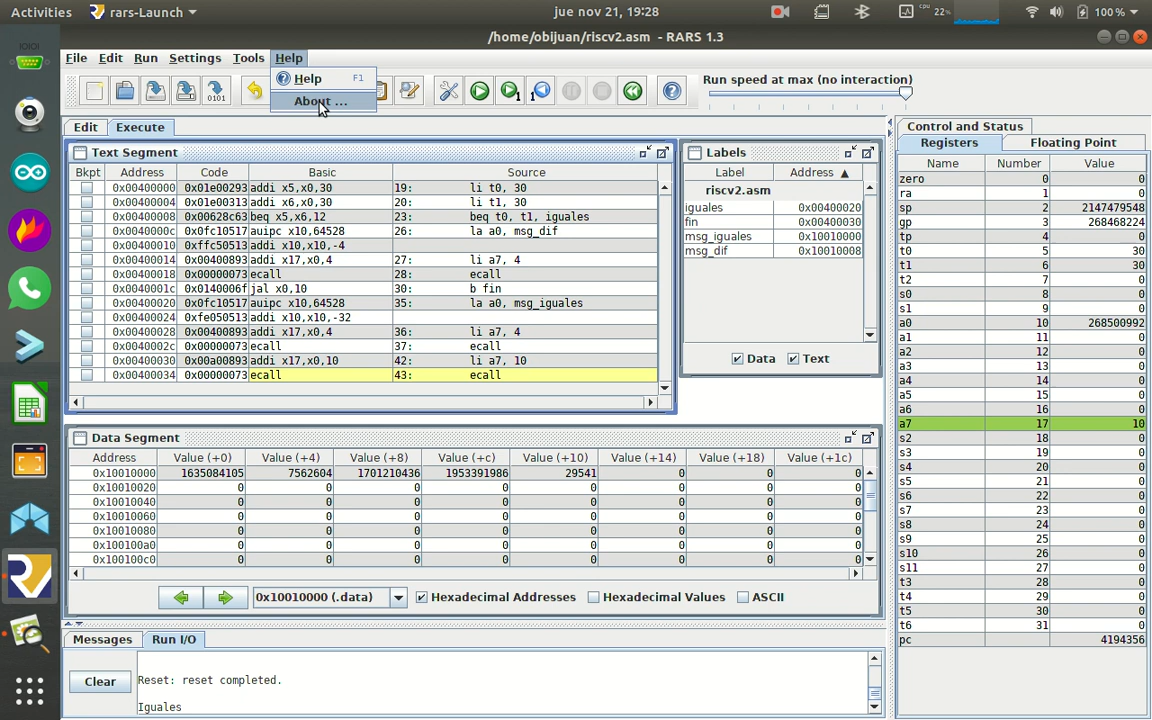 Activities rars-Launch jue nov 21, 19:28 cpu 22% 100%
/home/obijuan/riscv2.asm - RARS 1.3
File Edit Run Settings Tools Help
Help F1
About ...
Run speed at max (no interaction)
Edit Execute
Text Segment
Bkpt Address Code Basic Source
0x00400000 0x01e00293 addi x5,x0,30 19: li t0, 30
0x00400004 0x01e00313 addi x6,x0,30 20: li t1, 30
0x00400008 0x00628c63 beq x5,x6,12 23: beq t0, t1, iguales
0x0040000c 0x0fc10517 auipc x10,64528 26: la a0, msg_dif
0x00400010 0xffc50513 addi x10,x10,-4
0x00400014 0x00400893 addi x17,x0,4 27: li a7, 4
0x00400018 0x00000073 ecall 28: ecall
0x0040001c 0x0140006f jal x0,10 30: b fin
0x00400020 0x0fc10517 auipc x10,64528 35: la a0, msg_iguales
0x00400024 0xfe050513 addi x10,x10,-32
0x00400028 0x00400893 addi x17,x0,4 36: li a7, 4
0x0040002c 0x00000073 ecall 37: ecall
0x00400030 0x00a00893 addi x17,x0,10 42: li a7, 10
0x00400034 0x00000073 ecall 43: ecall
Labels
Label Address ▲
riscv2.asm
iguales 0x00400020
fin 0x00400030
msg_iguales 0x10010000
msg_dif 0x10010008
Data Text
Data Segment
Address Value (+0) Value (+4) Value (+8) Value (+c) Value (+10) Value (+14) Value (+18) Value (+1c)
0x10010000 1635084105 7562604 1701210436 1953391986 29541 0 0 0
0x10010020 0 0 0 0 0 0 0 0
0x10010040 0 0 0 0 0 0 0 0
0x10010060 0 0 0 0 0 0 0 0
0x10010080 0 0 0 0 0 0 0 0
0x100100a0 0 0 0 0 0 0 0 0
0x100100c0 0 0 0 0 0 0 0 0
0x10010000 (.data) Hexadecimal Addresses Hexadecimal Values ASCII
Messages Run I/O
Clear
Reset: reset completed.
Iguales
Control and Status
Registers Floating Point
Name Number Value
zero 0 0
ra 1 0
sp 2 2147479548
gp 3 268468224
tp 4 0
t0 5 30
t1 6 30
t2 7 0
s0 8 0
s1 9 0
a0 10 268500992
a1 11 0
a2 12 0
a3 13 0
a4 14 0
a5 15 0
a6 16 0
a7 17 10
s2 18 0
s3 19 0
s4 20 0
s5 21 0
s6 22 0
s7 23 0
s8 24 0
s9 25 0
s10 26 0
s11 27 0
t3 28 0
t4 29 0
t5 30 0
t6 31 0
pc 4194356